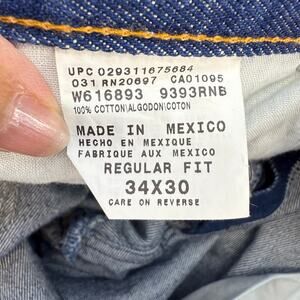 UPC 029311675684
031 RN20697 CA01095
W616893 9393RNB
100% COTTON\ALGODON\COTON
MADE IN MEXICO
HECHO EN MEXIQUE
FABRIQUE AUX MEXICO
REGULAR FIT
34X30
CARE ON REVERSE